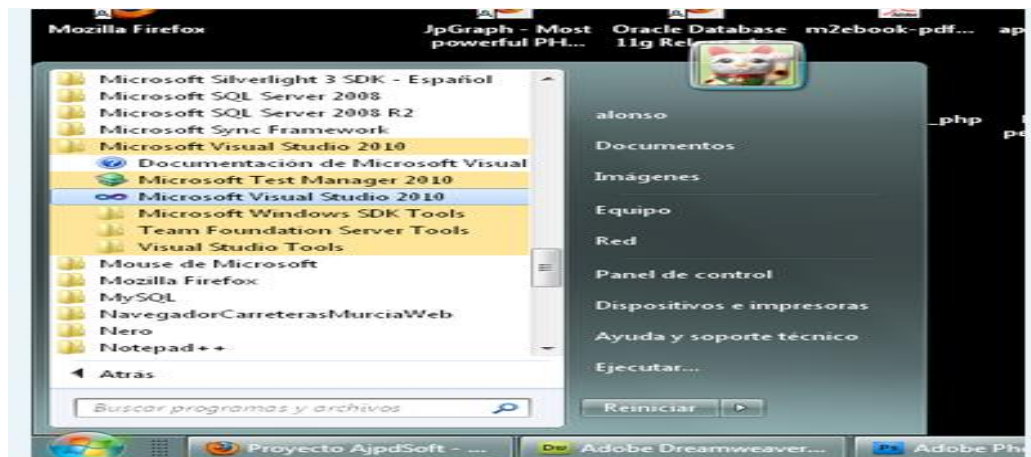 Mozilla Firefox
JpGraph - Most
powerful PH...
Oracle Database
11g Rel
m2ebook-pdf...
ap
Microsoft Silverlight 3 SDK - Español
Microsoft SQL Server 2008
Microsoft SQL Server 2008 R2
Microsoft Sync Framework
Microsoft Visual Studio 2010
Documentación de Microsoft Visual
Microsoft Test Manager 2010
Microsoft Visual Studio 2010
Microsoft Windows SDK Tools
Team Foundation Server Tools
Visual Studio Tools
Mouse de Microsoft
Mozilla Firefox
MySQL
NavegadorCarreterasMurciaWeb
Nero
Notepad++
Atrás
Buscar programas y archivos
alonso
Documentos
Imágenes
Equipo
Red
Panel de control
Dispositivos e impresoras
Ayuda y soporte técnico
Ejecutar...
Reiniciar
_php
Proyecto AjpdSoft - ...
Dw Adobe Dreamweaver...
Ps Adobe Ph